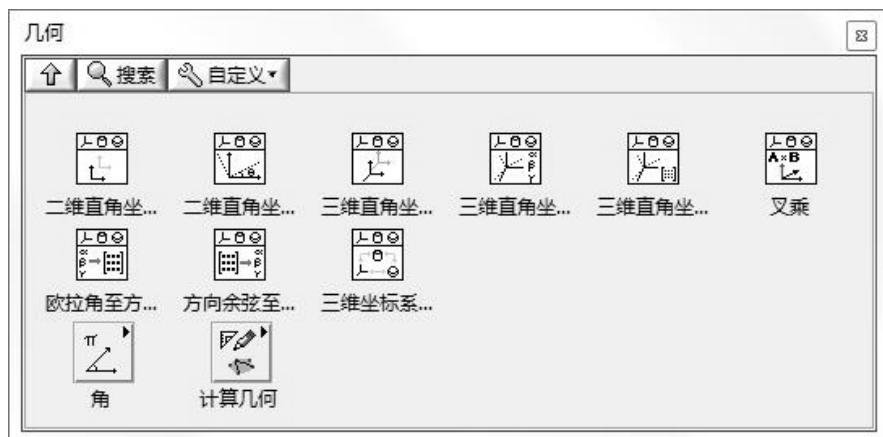 几何
搜索 自定义
二维直角坐... 二维直角坐... 三维直角坐... 三维直角坐... 三维直角坐... 叉乘
欧拉角至方... 方向余弦至... 三维坐标系...
角 计算几何